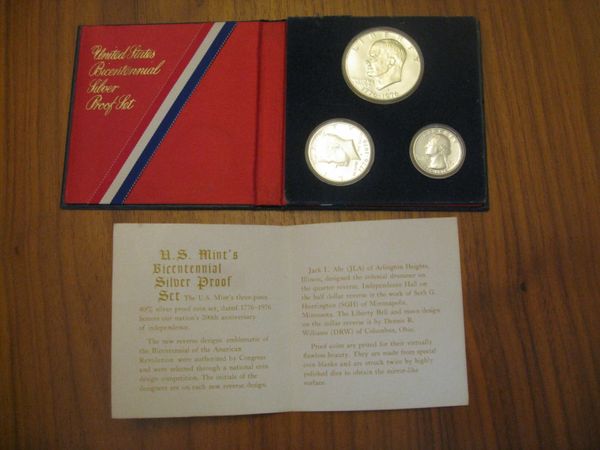 United States
Bicentennial
Silver
Proof Set
LIBERTY
1776-1976
LIBERTY
U.S. Mint's
Bicentennial
Silver Proof
Set The U.S. Mint's three-piece
40% silver proof coin set, dated 1776-1976
honors our nation's 200th anniversary
of independence.
The new reverse designs emblematic of
the Bicentennial of the American
Revolution were authorized by Congress
and were selected through a national coin
design competition. The initials of the
designers are on each new reverse design.
Jack L. Ahr (JLA) of Arlington Heights,
Illinois, designed the colonial drummer on
the quarter reverse. Independence Hall on
the half dollar reverse is the work of Seth G.
Huntington (SGH) of Minneapolis,
Minnesota. The Liberty Bell and moon design
on the dollar reverse is by Dennis R.
Williams (DRW) of Columbus, Ohio.
Proof coins are prized for their virtually
flawless beauty. They are made from special
coin blanks and are struck twice by highly
polished dies to obtain the mirror-like
surface.